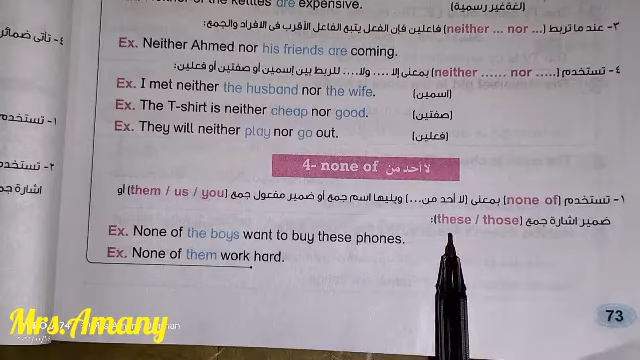 neither of the kettles are expensive.
لغة غير رسمية)
٣- عند ما تربط (neither ... nor ...) فاعلين فإن الفعل يتبع الفاعل الأقرب فى الافراد والجمع:
Ex. Neither Ahmed nor his friends are coming.
٤- تستخدم (neither ...... nor .....) بمعنى لا .... ولا .... للربط بين إسمين أو صفتين أو فعلين:
Ex. I met neither the husband nor the wife. (اسمين)
Ex. The T-shirt is neither cheap nor good. (صفتين)
Ex. They will neither play nor go out. (فعلين)
4- none of لا أحد من
١- تستخدم (none of) بمعنى (لا أحد من...) ويليها اسم جمع أو ضمير مفعول جمع (them / us / you) أو
ضمير اشارة جمع (these / those):
Ex. None of the boys want to buy these phones.
Ex. None of them work hard.
٤- تأتى ضمائر
١- تستخدم
٢- تستخدم
اشارة جم
73
Mrs.Amany